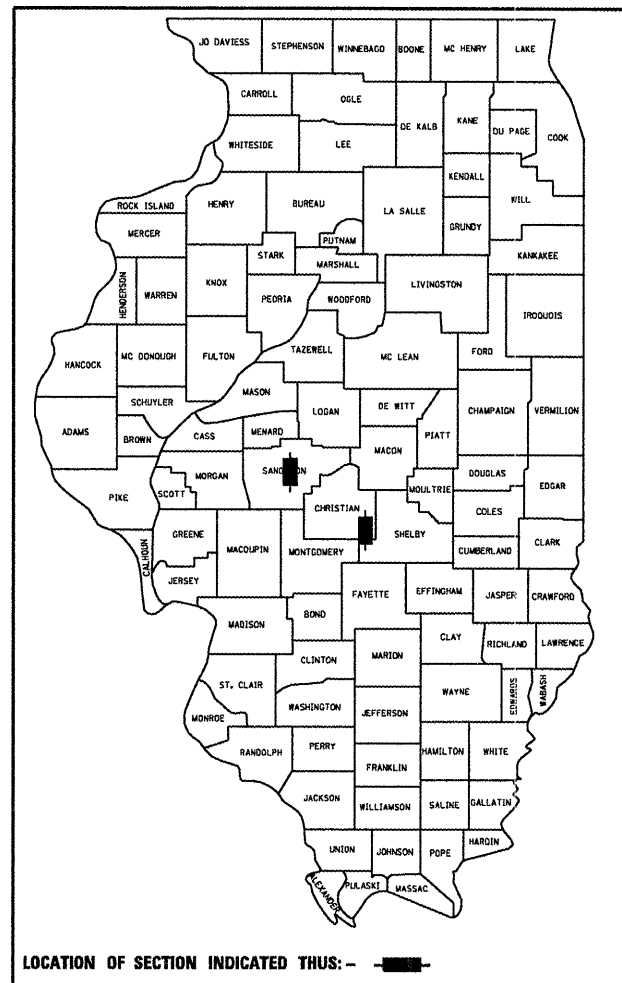 JO DAVIESS STEPHENSON WINNEBAGO BOONE MC HENRY LAKE
CARROLL OGLE DE KALB KANE DU PAGE COOK
WHITESIDE LEE
KENDALL
ROCK ISLAND HENRY BUREAU LA SALLE GRUNDY WILL
MERCER PUTNAM
KANKAKEE
HENDERSON WARREN KNOX STARK MARSHALL LIVINGSTON
PEORIA WOODFORD IROQUOIS
HANCOCK MC DONOUGH FULTON TAZEWELL MC LEAN FORD
SCHUYLER MASON LOGAN DE WITT CHAMPAIGN VERMILION
ADAMS BROWN CASS MENARD MACON PIATT
PIKE SCOTT MORGAN MOULTRIE DOUGLAS EDGAR
CHRISTIAN COLES
CALHOUN GREENE MACOUPIN MONTGOMERY SHELBY CUMBERLAND CLARK
JERSEY FAYETTE EFFINGHAM JASPER CRAWFORD
MADISON BOND CLAY RICHLAND LAWRENCE
CLINTON MARION
ST. CLAIR WASHINGTON WAYNE EDWARDS WABASH
MONROE JEFFERSON
RANDOLPH PERRY HAMILTON WHITE
FRANKLIN
JACKSON WILLIAMSON SALINE GALLATIN
UNION JOHNSON POPE HARDIN
ALEXANDER PULASKI MASSAC
LOCATION OF SECTION INDICATED THUS: -